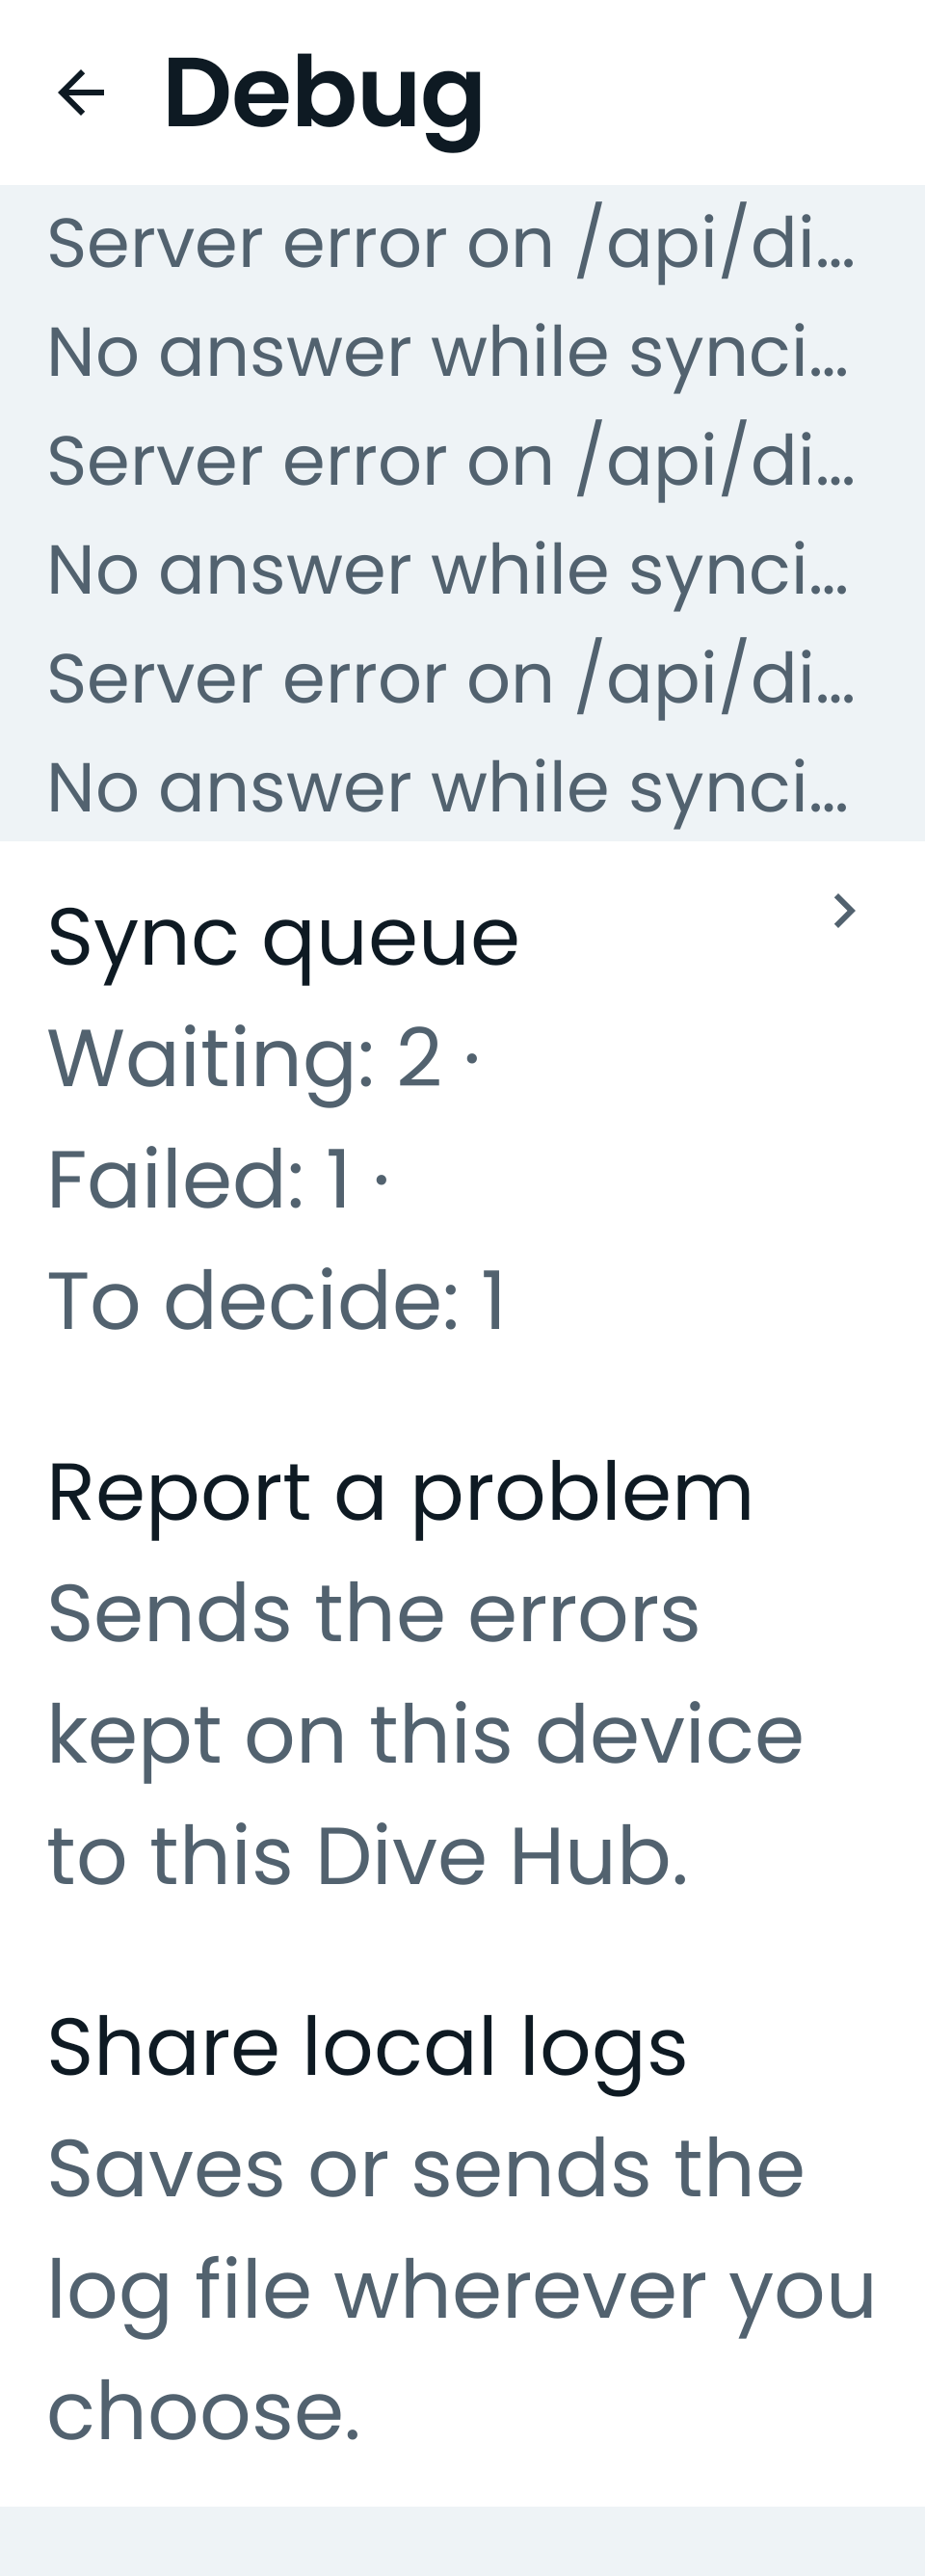 Debug
Server error on /api/di...
No answer while synci...
Server error on /api/di...
No answer while synci...
Server error on /api/di...
No answer while synci...
Sync queue
Waiting: 2 ·
Failed: 1 ·
To decide: 1
Report a problem
Sends the errors
kept on this device
to this Dive Hub.
Share local logs
Saves or sends the
log file wherever you
choose.